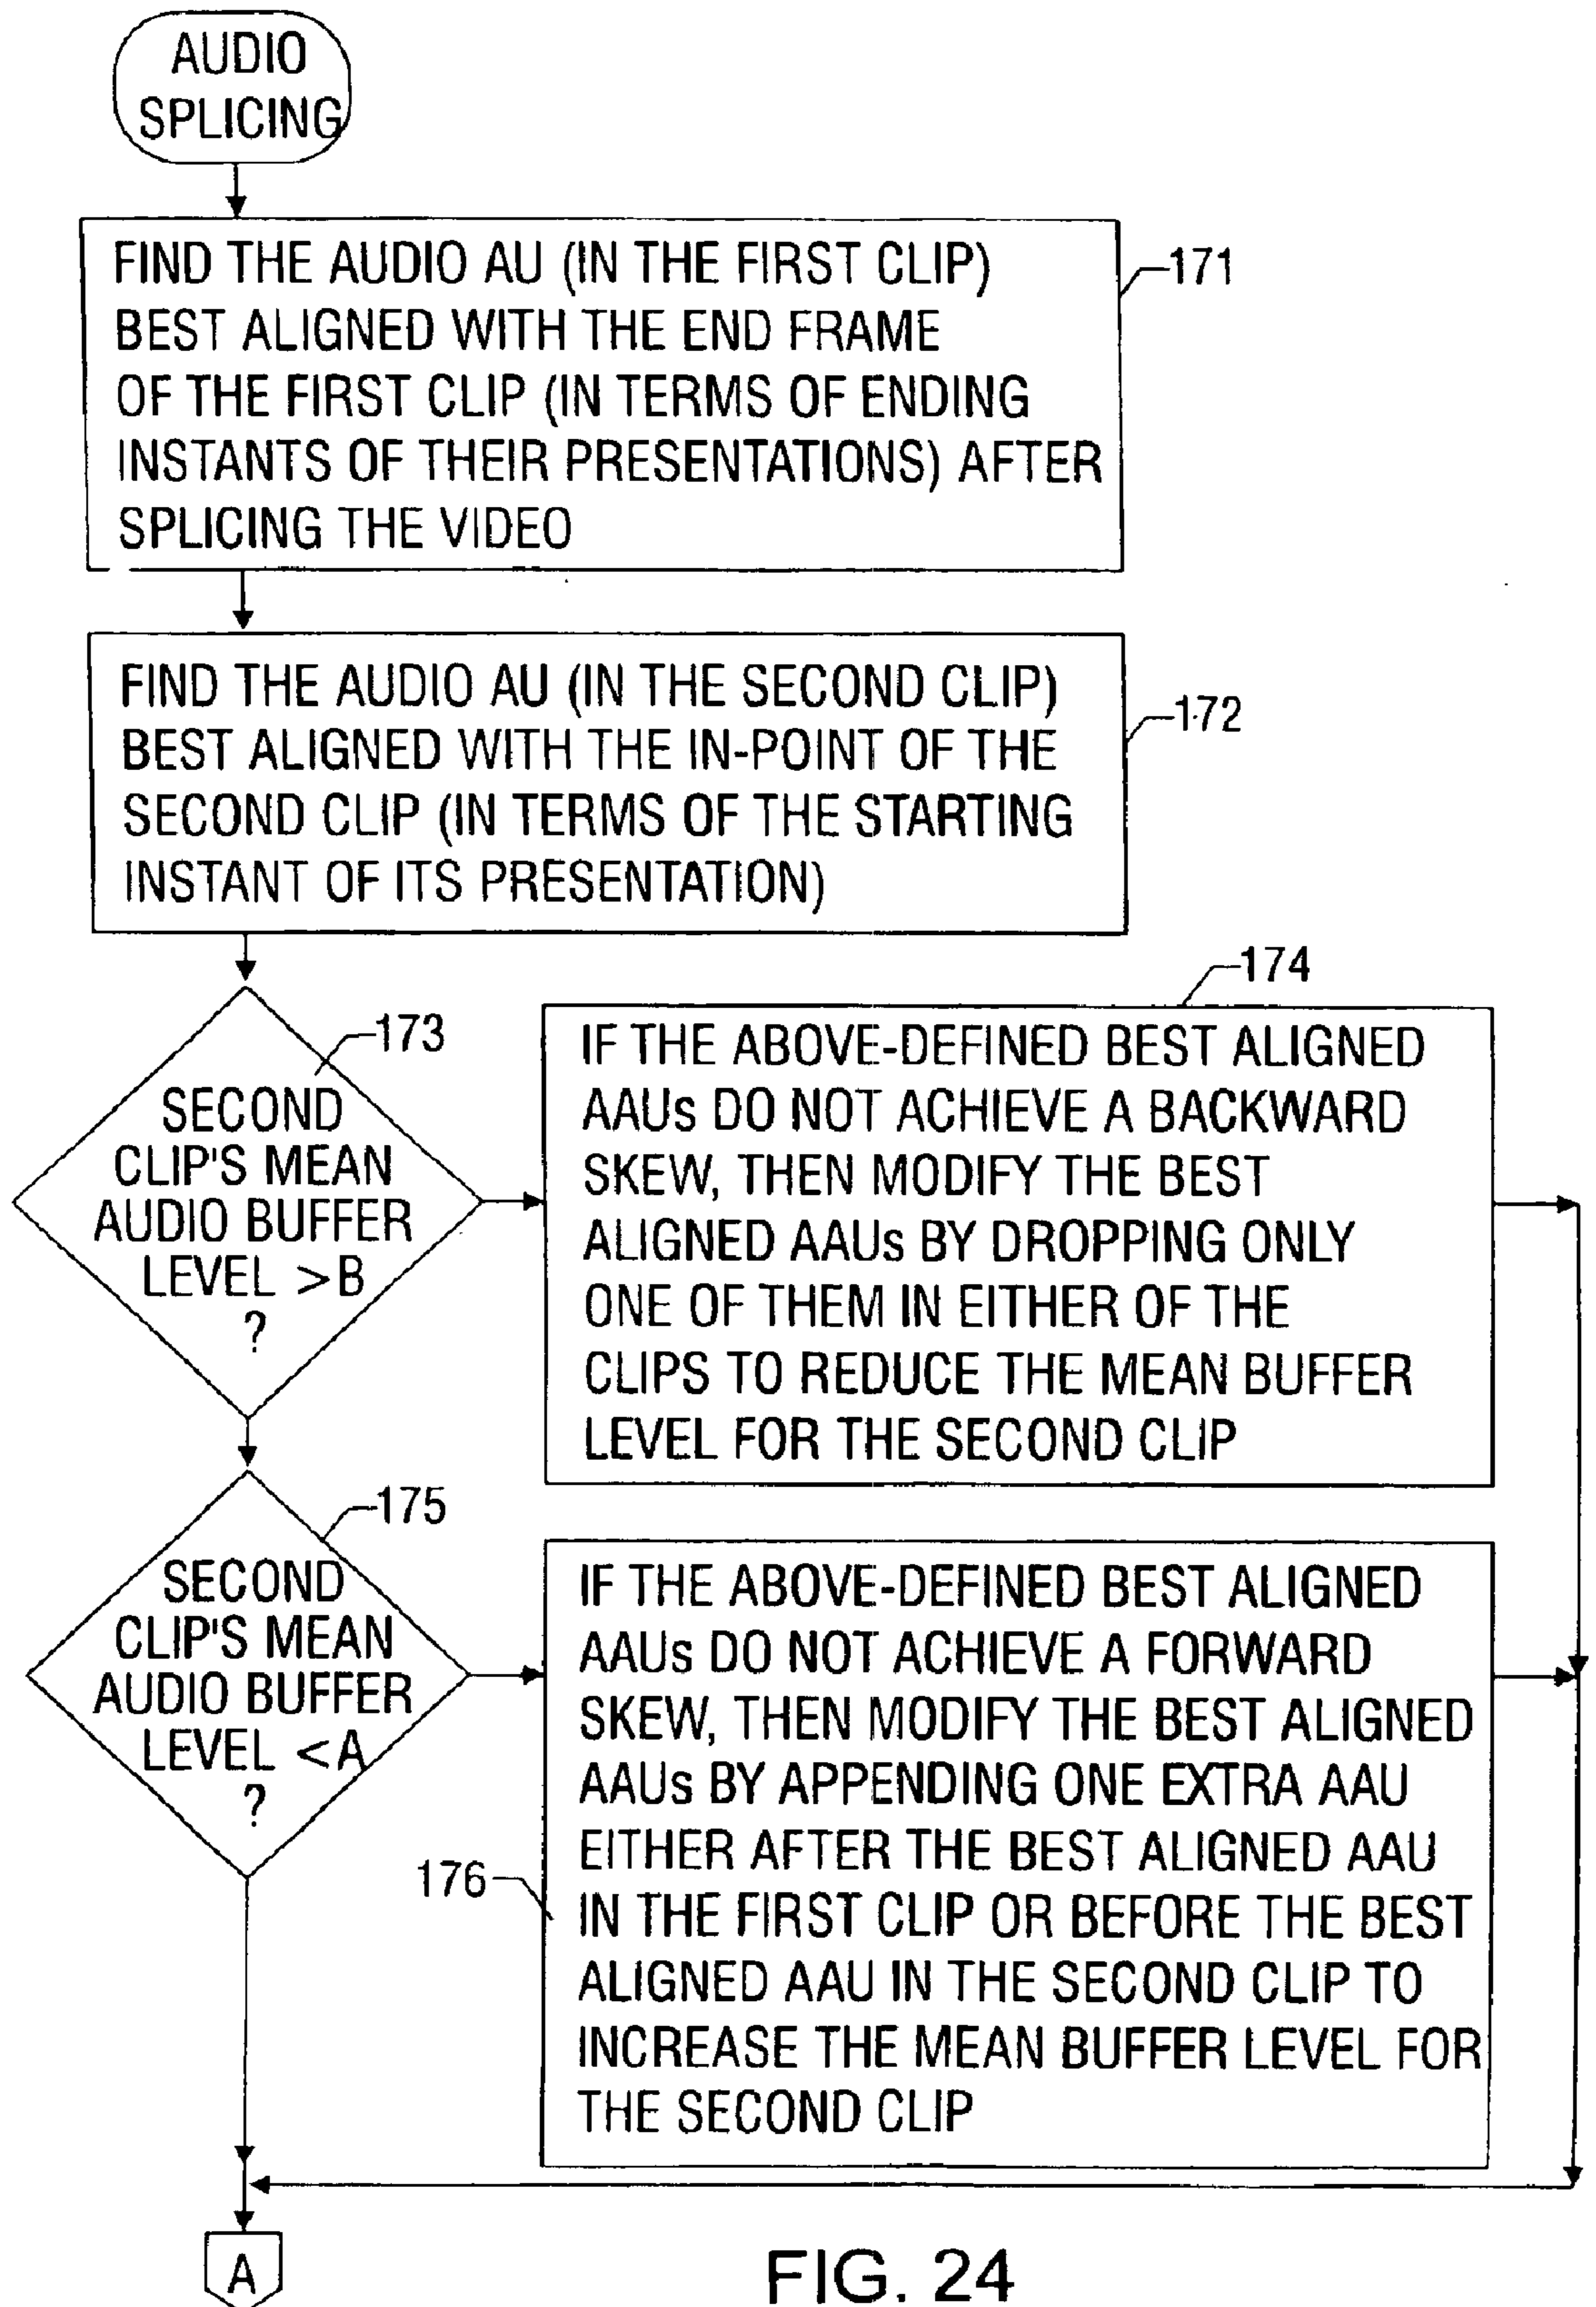 AUDIO
SPLICING
FIND THE AUDIO AU (IN THE FIRST CLIP)
BEST ALIGNED WITH THE END FRAME
OF THE FIRST CLIP (IN TERMS OF ENDING
INSTANTS OF THEIR PRESENTATIONS) AFTER
SPLICING THE VIDEO
171
FIND THE AUDIO AU (IN THE SECOND CLIP)
BEST ALIGNED WITH THE IN-POINT OF THE
SECOND CLIP (IN TERMS OF THE STARTING
INSTANT OF ITS PRESENTATION)
172
173
SECOND
CLIP'S MEAN
AUDIO BUFFER
LEVEL >B
?
174
IF THE ABOVE-DEFINED BEST ALIGNED
AAUs DO NOT ACHIEVE A BACKWARD
SKEW, THEN MODIFY THE BEST
ALIGNED AAUs BY DROPPING ONLY
ONE OF THEM IN EITHER OF THE
CLIPS TO REDUCE THE MEAN BUFFER
LEVEL FOR THE SECOND CLIP
175
SECOND
CLIP'S MEAN
AUDIO BUFFER
LEVEL <A
?
IF THE ABOVE-DEFINED BEST ALIGNED
AAUs DO NOT ACHIEVE A FORWARD
SKEW, THEN MODIFY THE BEST ALIGNED
AAUs BY APPENDING ONE EXTRA AAU
EITHER AFTER THE BEST ALIGNED AAU
IN THE FIRST CLIP OR BEFORE THE BEST
ALIGNED AAU IN THE SECOND CLIP TO
INCREASE THE MEAN BUFFER LEVEL FOR
THE SECOND CLIP
176
A
FIG. 24